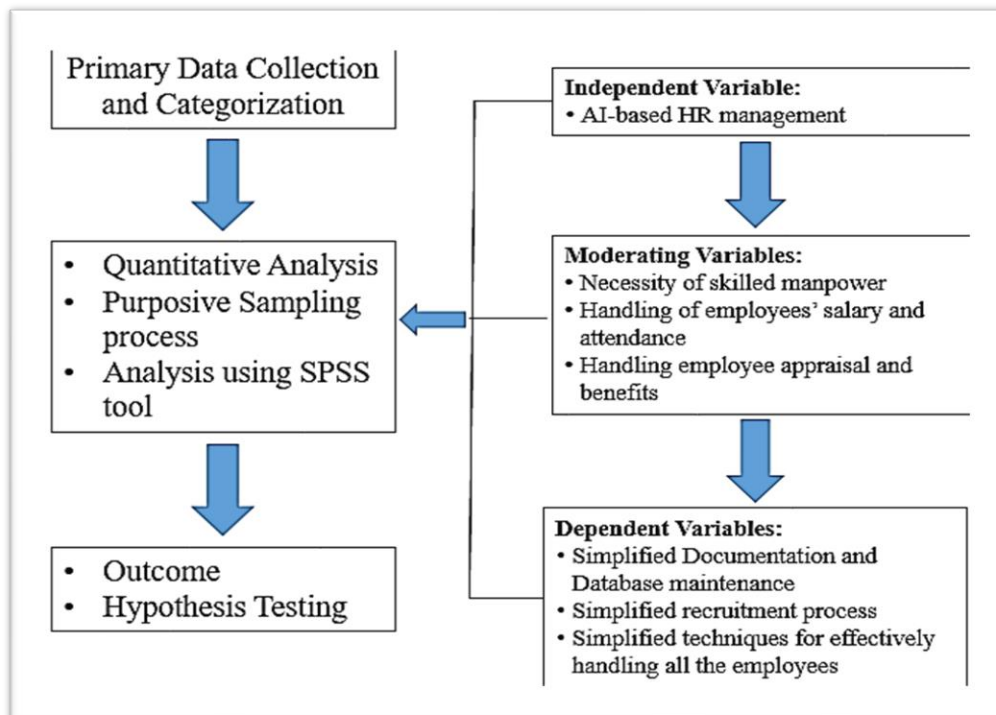 Primary Data Collection
and Categorization
• Quantitative Analysis
• Purposive Sampling
process
• Analysis using SPSS
tool
• Outcome
• Hypothesis Testing
Independent Variable:
• AI-based HR management
Moderating Variables:
• Necessity of skilled manpower
• Handling of employees’ salary and
attendance
• Handling employee appraisal and
benefits
Dependent Variables:
• Simplified Documentation and
Database maintenance
• Simplified recruitment process
• Simplified techniques for effectively
handling all the employees